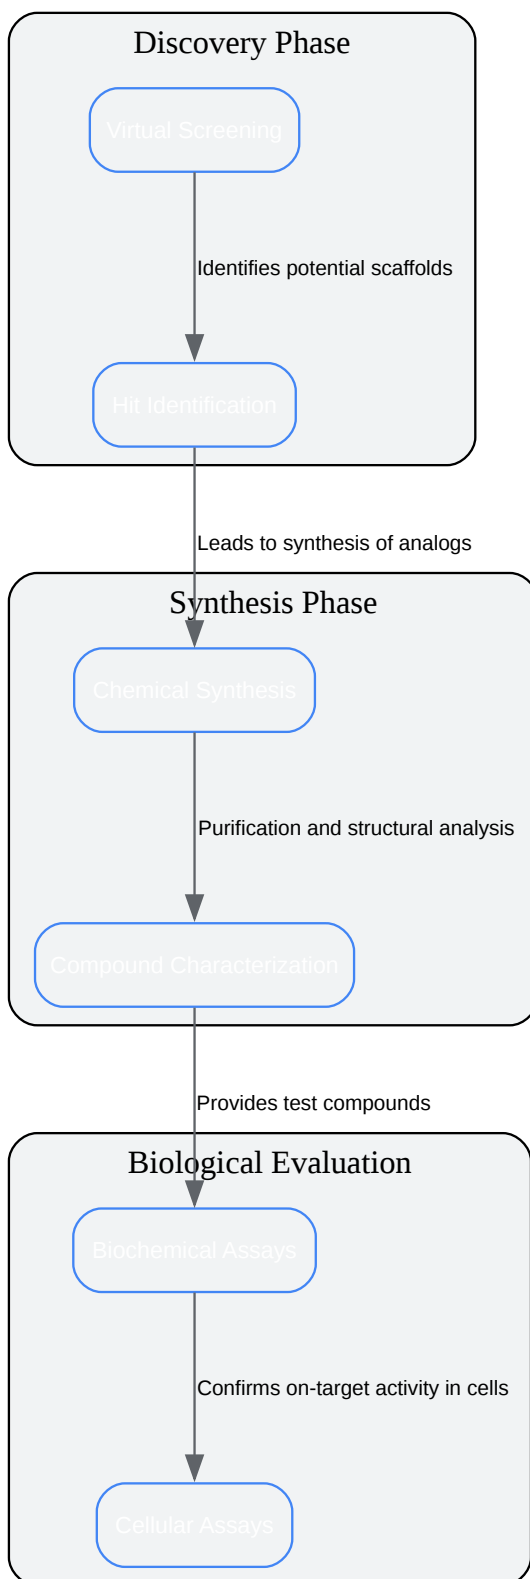 Discovery Phase
Virtual Screening
Identifies potential scaffolds
Hit Identification
Leads to synthesis of analogs
Synthesis Phase
Chemical Synthesis
Purification and structural analysis
Compound Characterization
Provides test compounds
Biological Evaluation
Biochemical Assays
Confirms on-target activity in cells
Cellular Assays